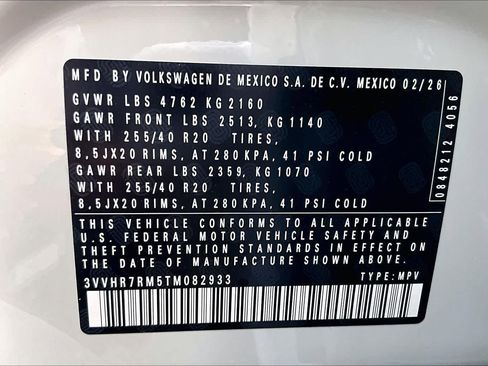 MFD BY VOLKSWAGEN DE MEXICO S.A. DE C.V. MEXICO 02/26
GVWR LBS 4762 KG 2160
GAWR FRONT LBS 2513, KG 1140
WITH 255/40 R20 TIRES,
8,5JX20 RIMS, AT 280 KPA, 41 PSI COLD
GAWR REAR LBS 2359, KG 1070
WITH 255/40 R20 TIRES,
8,5JX20 RIMS, AT 280 KPA, 41 PSI COLD
THIS VEHICLE CONFORMS TO ALL APPLICABLE
U.S. FEDERAL MOTOR VEHICLE SAFETY AND
THEFT PREVENTION STANDARDS IN EFFECT
ON THE DATE OF MANUFACTURE SHOWN ABOVE.
3VVHR7RM5TM082933 TYPE: MPV
0848212 4056